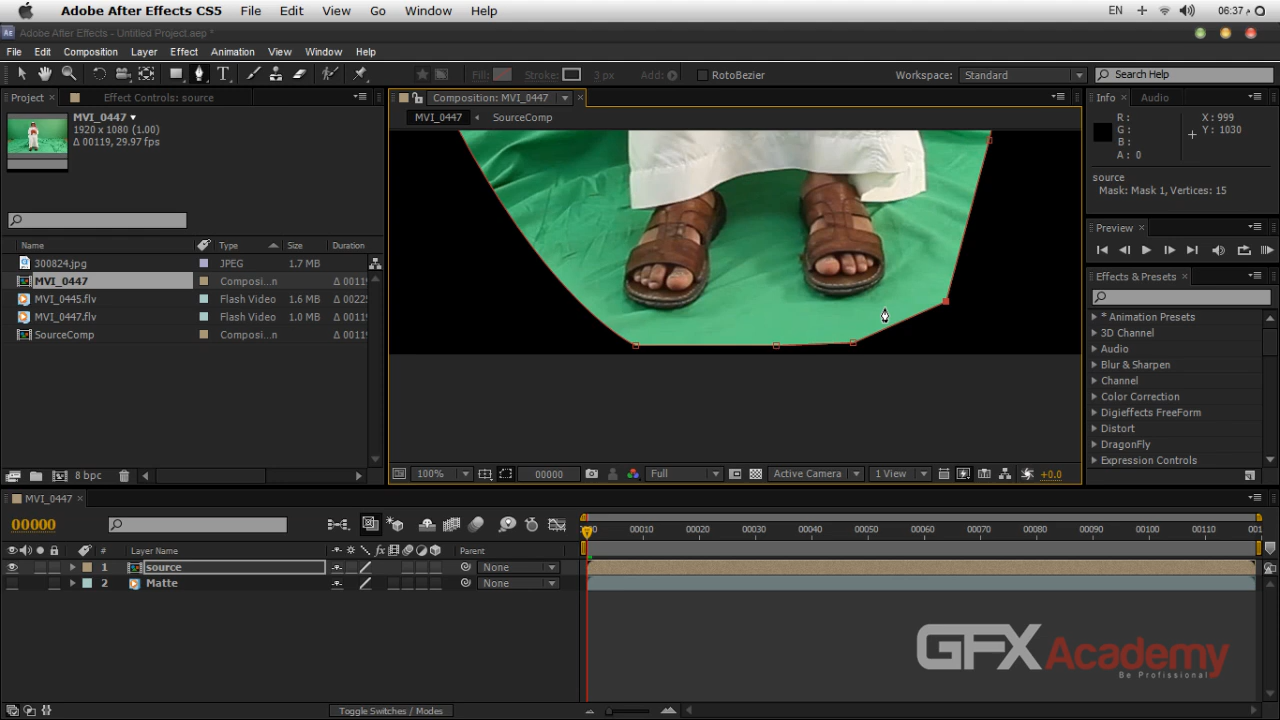 Adobe After Effects CS5 File Edit View Go Window Help EN 06:37 م
Adobe After Effects - Untitled Project.aep *
File Edit Composition Layer Effect Animation View Window Help
Fill: Stroke: 3 px Add: RotoBezier Workspace: Standard Search Help
Project Effect Controls: source
MVI_0447
1920 x 1080 (1.00)
Δ 00119, 29.97 fps
Name Type Size Duration
300824.jpg JPEG 1.7 MB
MVI_0447 Composi...n
MVI_0445.flv Flash Video 1.6 MB
MVI_0447.flv Flash Video 1.0 MB
SourceComp Composi...n
8 bpc
Composition: MVI_0447
MVI_0447 SourceComp
100% 00000 Full Active Camera 1 View +0.0
Info Audio
R: X: 999
G: Y: 1030
B:
A: 0
source
Mask: Mask 1, Vertices: 15
Preview
Effects & Presets
* Animation Presets
3D Channel
Audio
Blur & Sharpen
Channel
Color Correction
Digieffects FreeForm
Distort
DragonFly
Expression Controls
MVI_0447
00000
00010 00020 00030 00040 00050 00060 00070 00080 00090 00100 00110
# Layer Name Parent
1 source None
2 Matte None
Toggle Switches / Modes
GFX Academy
Be Profissional